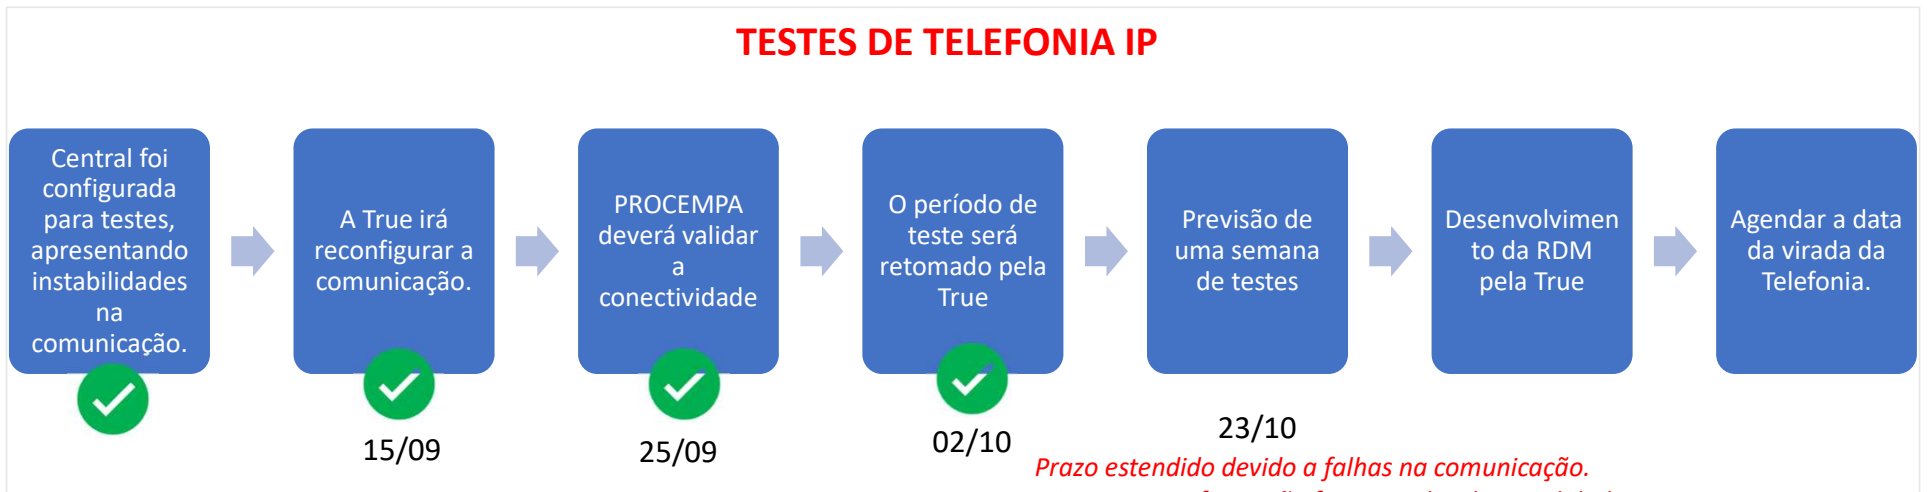 TESTES DE TELEFONIA IP
Central foi
configurada
para testes,
apresentando
instabilidades
na
comunicação.
A True irá
reconfigurar a
comunicação.
PROCEMPA
deverá validar
a
conectividade
O período de
teste será
retomado pela
True
Previsão de
uma semana
de testes
Desenvolvimen
to da RDM
pela True
Agendar a data
da virada da
Telefonia.
15/09
25/09
02/10
23/10
Prazo estendido devido a falhas na comunicação.